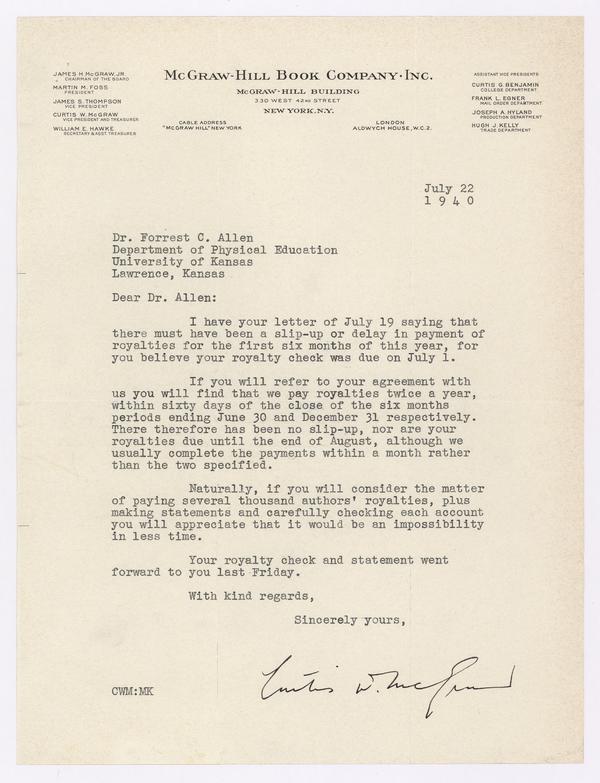 McGraw-Hill Book Company·Inc.
McGRAW-HILL BUILDING
330 WEST 42ND STREET
NEW YORK, N.Y.
JAMES H. McGRAW, JR.
CHAIRMAN OF THE BOARD
MARTIN M. FOSS
PRESIDENT
JAMES S. THOMPSON
VICE PRESIDENT
CURTIS W. McGRAW
VICE PRESIDENT AND TREASURER
WILLIAM E. HAWKE
SECRETARY & ASST. TREASURER
CABLE ADDRESS
"McGRAW HILL" NEW YORK
LONDON
ALDWYCH HOUSE, W.C.2.
ASSISTANT VICE PRESIDENTS
CURTIS G. BENJAMIN
COLLEGE DEPARTMENT
FRANK L. EGNER
MAIL ORDER DEPARTMENT
JOSEPH A. HYLAND
PRODUCTION DEPARTMENT
HUGH J. KELLY
TRADE DEPARTMENT
July 22
1 9 4 0
Dr. Forrest C. Allen
Department of Physical Education
University of Kansas
Lawrence, Kansas
Dear Dr. Allen:
I have your letter of July 19 saying that
there must have been a slip-up or delay in payment of
royalties for the first six months of this year, for
you believe your royalty check was due on July 1.
If you will refer to your agreement with
us you will find that we pay royalties twice a year,
within sixty days of the close of the six months
periods ending June 30 and December 31 respectively.
There therefore has been no slip-up, nor are your
royalties due until the end of August, although we
usually complete the payments within a month rather
than the two specified.
Naturally, if you will consider the matter
of paying several thousand authors' royalties, plus
making statements and carefully checking each account
you will appreciate that it would be an impossibility
in less time.
Your royalty check and statement went
forward to you last Friday.
With kind regards,
Sincerely yours,
Curtis W. McGraw
CWM:MK